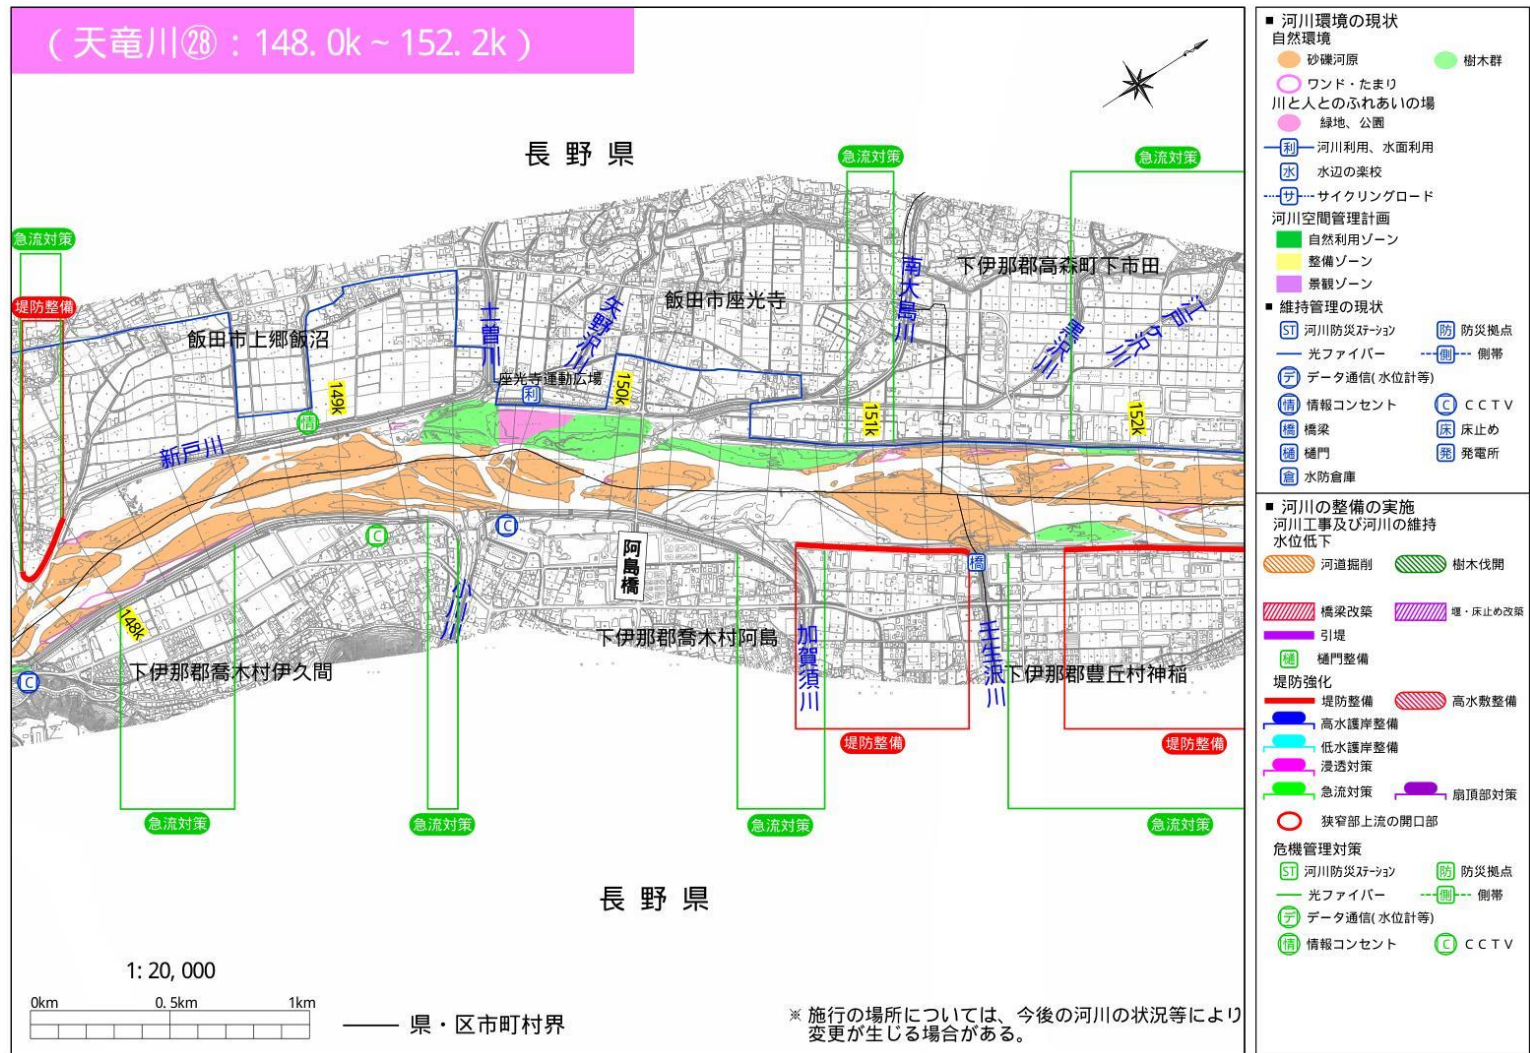 (天竜川㉘:148.0k~152.2k)
長野県
急流対策
急流対策
急流対策
堤防整備
飯田市上郷飯沼
土曽川
矢野沢川
飯田市座光寺
南大島川
下伊那郡高森町下市田
江戸ケ沢川
座光寺運動広場
利
149k
150k
151k
152k
情
新戸川
C
C
阿島橋
橋
148k
小川川
下伊那郡喬木村伊久間
C
下伊那郡喬木村阿島
加賀須川
壬生沢川
下伊那郡豊丘村神稲
堤防整備
堤防整備
急流対策
急流対策
急流対策
急流対策
長野県
1:20,000
0km
0.5km
1km
県・区市町村界
※ 施行の場所については、今後の河川の状況等により
変更が生じる場合がある。
■ 河川環境の現状
自然環境
砂礫河原
樹木群
ワンド・たまり
川と人とのふれあいの場
緑地、公園
利 河川利用、水面利用
水 水辺の楽校
サ サイクリングロード
河川空間管理計画
自然利用ゾーン
整備ゾーン
景観ゾーン
■ 維持管理の現状
ST 河川防災ステーション
防 防災拠点
光ファイバー
側 側帯
デ データ通信(水位計等)
情 情報コンセント
C CCTV
橋 橋梁
床 床止め
樋 樋門
発 発電所
倉 水防倉庫
■ 河川の整備の実施
河川工事及び河川の維持
水位低下
河道掘削
樹木伐開
橋梁改築
堰・床止め改築
引堤
樋 樋門整備
堤防強化
堤防整備
高水敷整備
高水護岸整備
低水護岸整備
浸透対策
急流対策
扇頂部対策
狭窄部上流の開口部
危機管理対策
ST 河川防災ステーション
防 防災拠点
光ファイバー
側 側帯
デ データ通信(水位計等)
情 情報コンセント
C CCTV